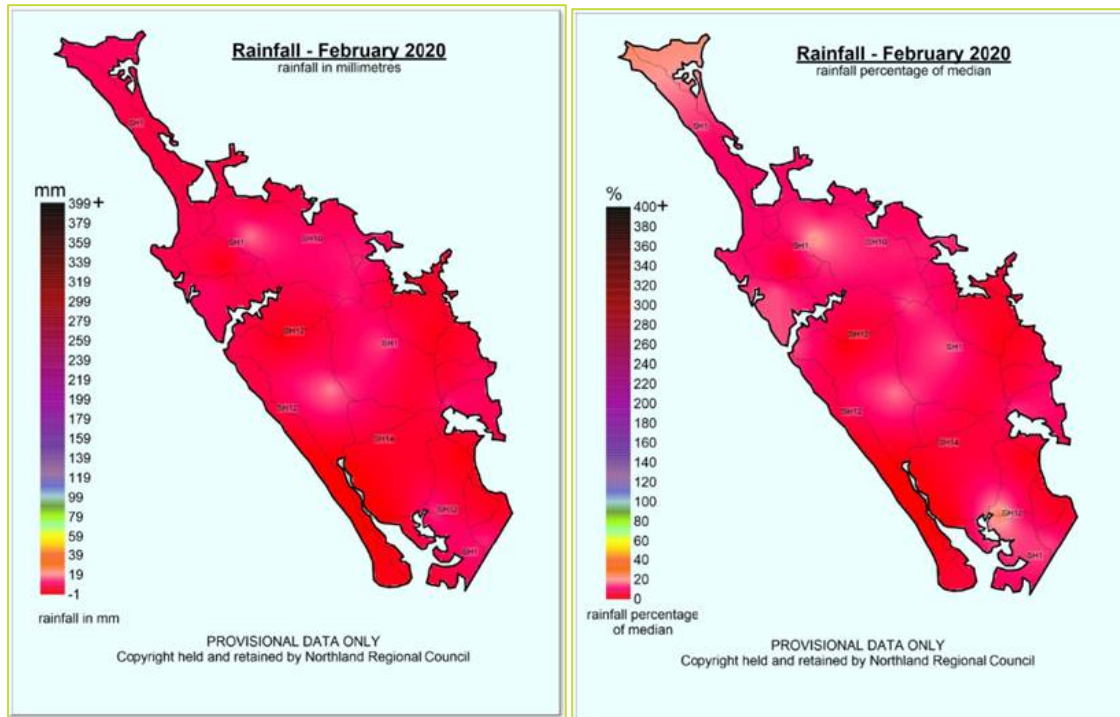 Rainfall - February 2020
rainfall in millimetres
SH1
mm
399+
379
359
339
319
299
279
259
239
219
199
179
159
139
119
99
79
59
39
19
-1
SH1
SH10
SH12
SH1
SH12
SH14
SH12
SH1
rainfall in mm
PROVISIONAL DATA ONLY
Copyright held and retained by Northland Regional Council
Rainfall - February 2020
rainfall percentage of median
SH1
%
400+
380
360
340
320
300
280
260
240
220
200
180
160
140
120
100
80
60
40
20
0
SH1
SH10
SH12
SH1
SH12
SH14
SH12
SH1
rainfall percentage
of median
PROVISIONAL DATA ONLY
Copyright held and retained by Northland Regional Council